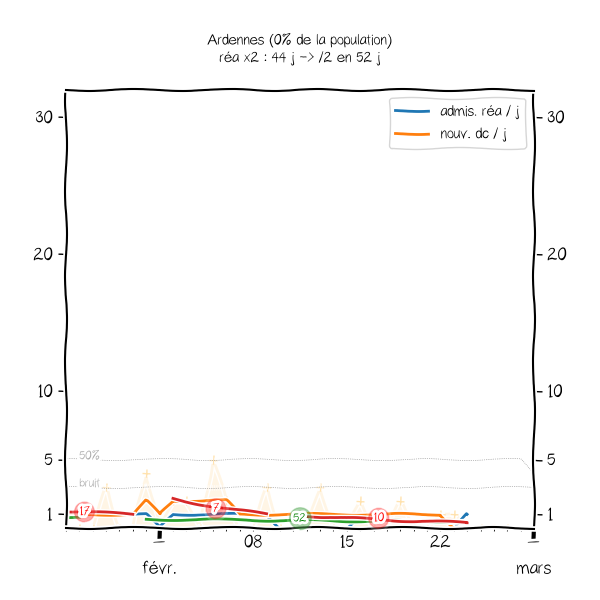 Ardennes (0% de la population)
réa x2 : 44 j -> /2 en 52 j
admis. réa / j
nouv. dc / j
30 30
20 20
10 10
5 5
1 1
50%
bruit
17 7 52 10
08 15 22
févr. mars